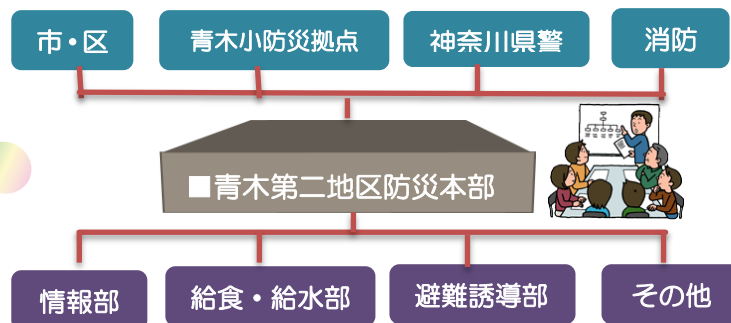 市・区
青木小防災拠点
神奈川県警
消防
■青木第二地区防災本部
情報部
給食・給水部
避難誘導部
その他